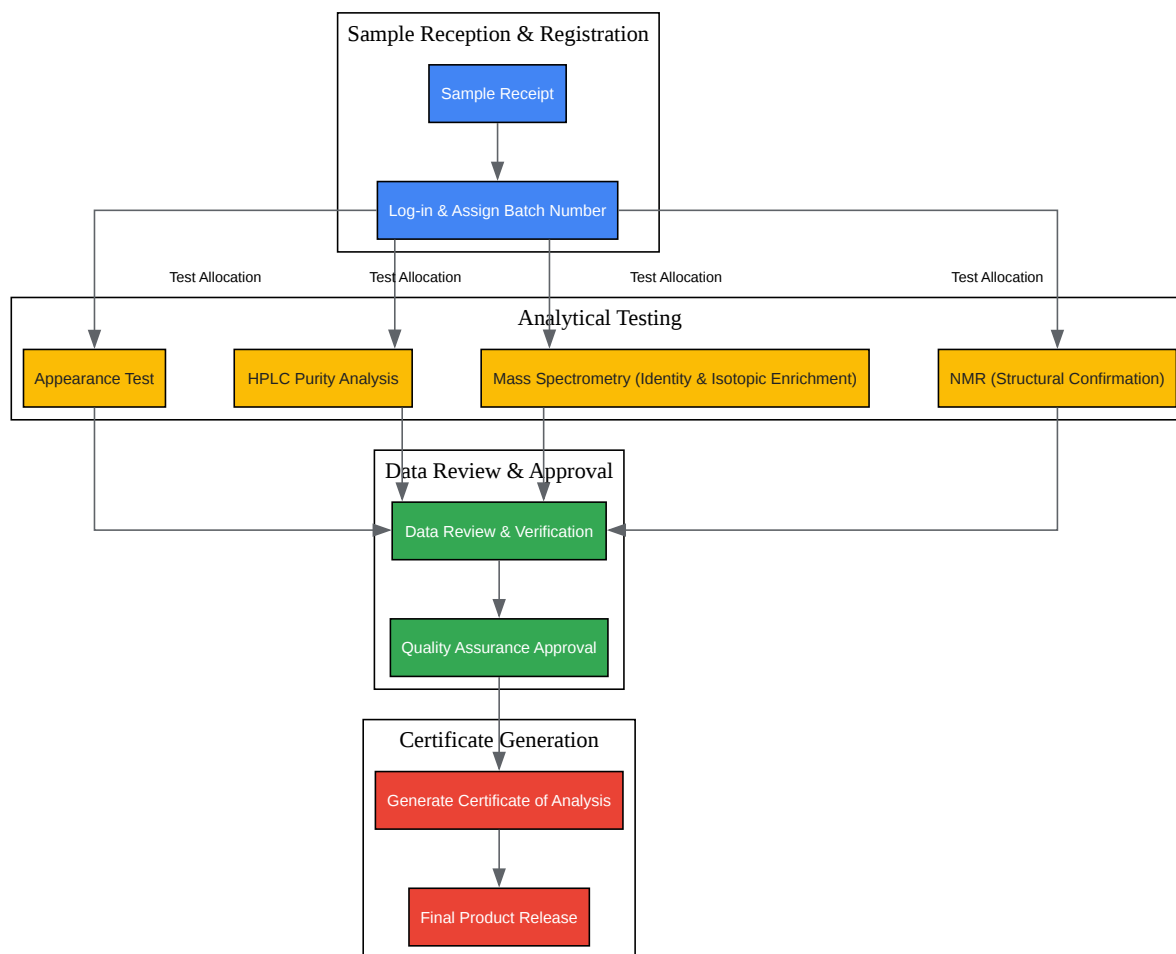 Sample Reception & Registration
Sample Receipt
Log-in & Assign Batch Number
Test Allocation
Test Allocation
Test Allocation
Test Allocation
Analytical Testing
Appearance Test
HPLC Purity Analysis
Mass Spectrometry (Identity & Isotopic Enrichment)
NMR (Structural Confirmation)
Data Review & Approval
Data Review & Verification
Quality Assurance Approval
Certificate Generation
Generate Certificate of Analysis
Final Product Release